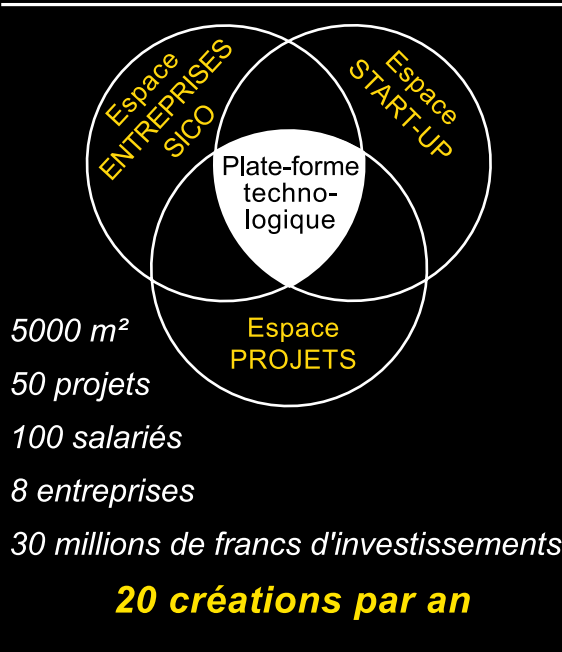 Espace
ENTREPRISES
SICO
Espace
START-UP
Plate-forme
techno-
logique
Espace
PROJETS
5000 m²
50 projets
100 salariés
8 entreprises
30 millions de francs d'investissements
20 créations par an